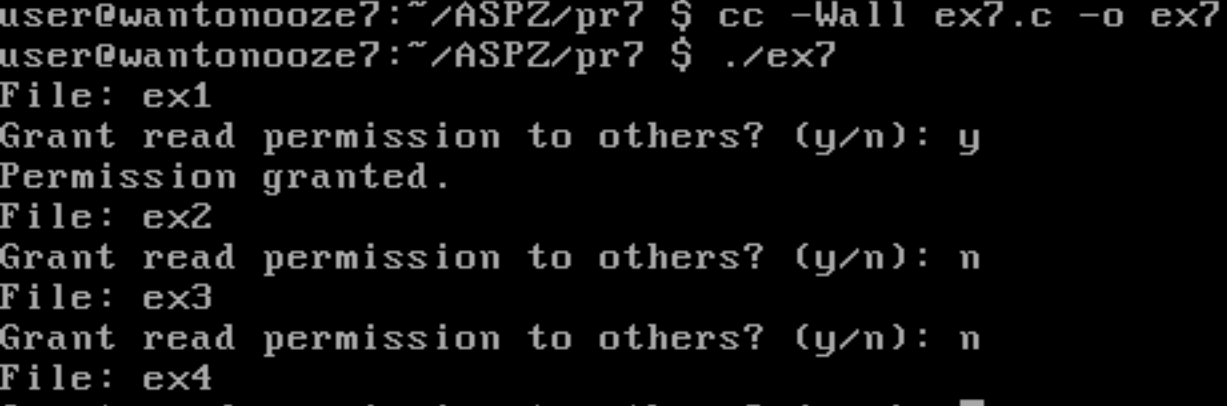 user@wantonooze7:~/ASPZ/pr7 $ cc -Wall ex7.c -o ex7
user@wantonooze7:~/ASPZ/pr7 $ ./ex7
File: ex1
Grant read permission to others? (y/n): y
Permission granted.
File: ex2
Grant read permission to others? (y/n): n
File: ex3
Grant read permission to others? (y/n): n
File: ex4